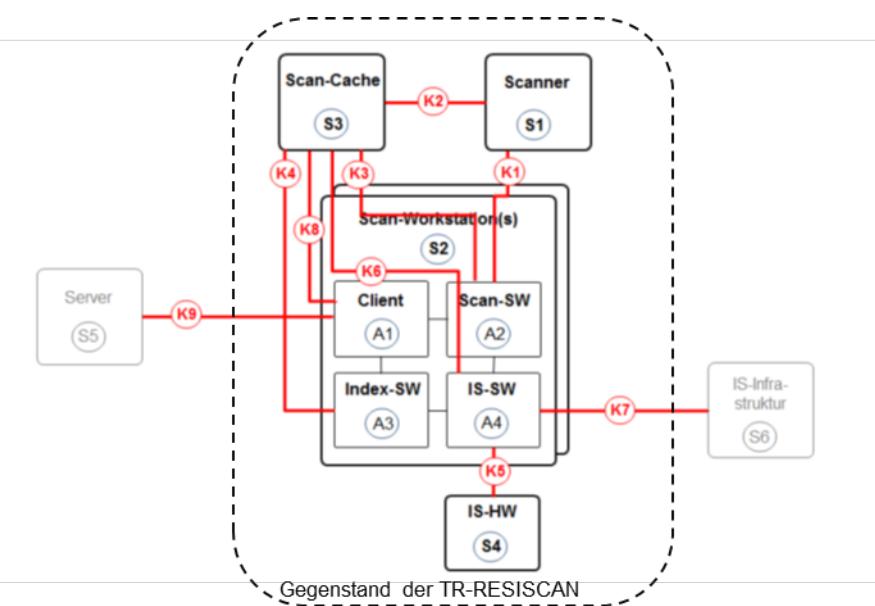 Scan-Cache
S3
K2
Scanner
S1
K4
K3
K1
K8
Scan-Workstation(s)
S2
K6
Server
S5
K9
Client
A1
Scan-SW
A2
Index-SW
A3
IS-SW
A4
K7
IS-Infra-
struktur
S6
K5
IS-HW
S4
Gegenstand der TR-RESISCAN